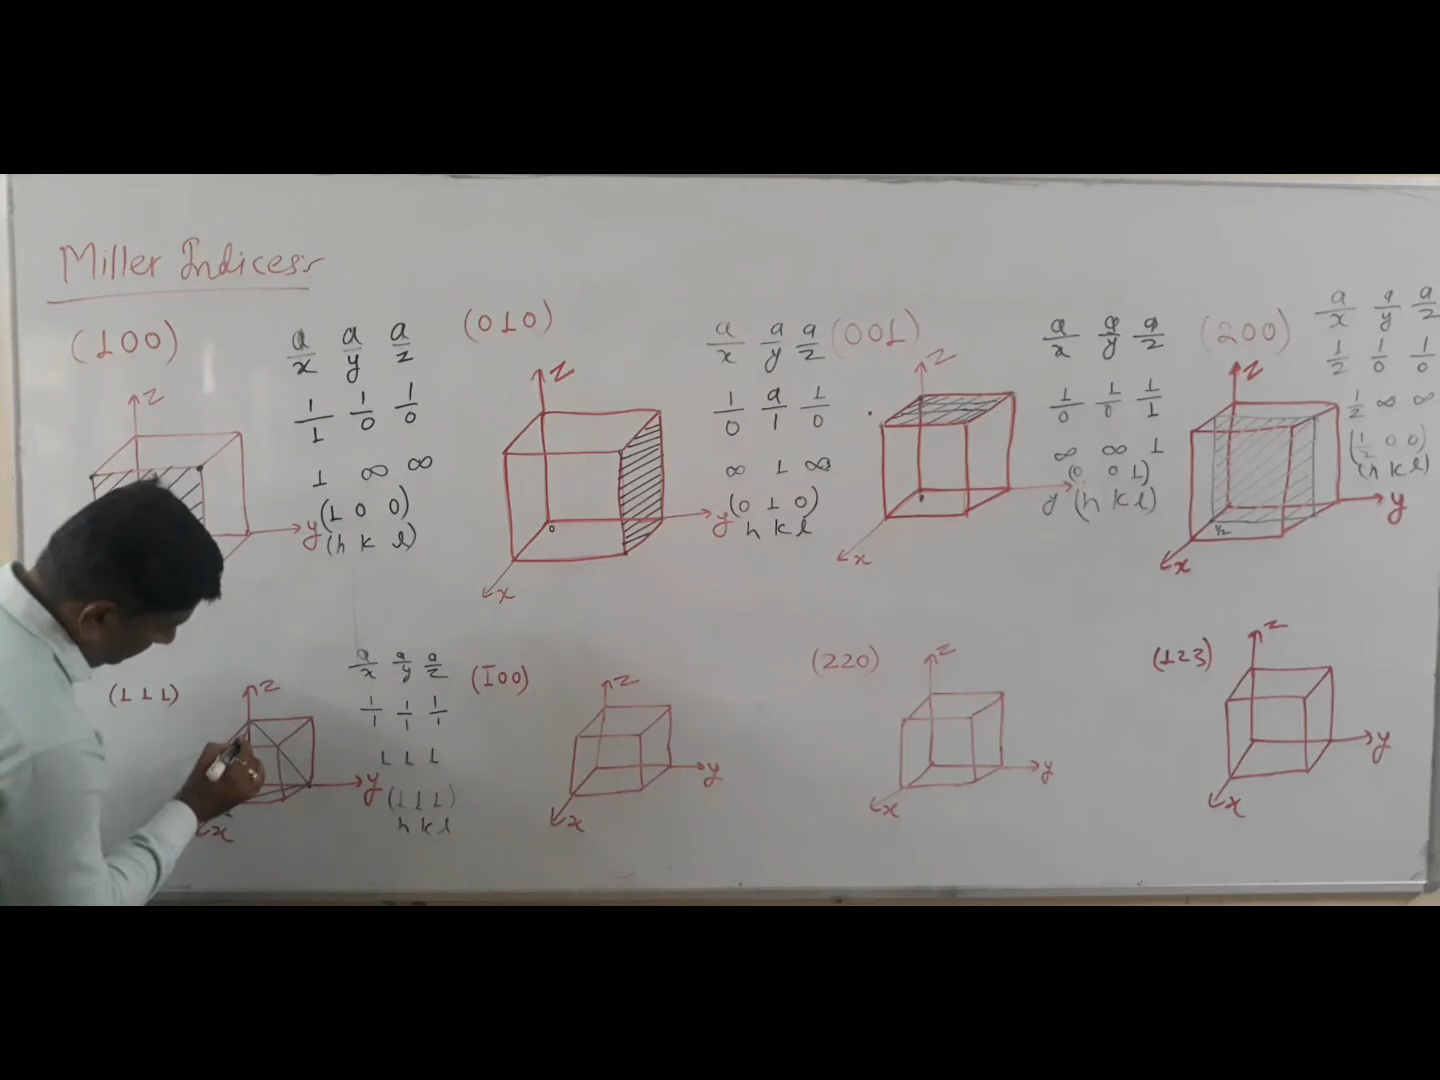 Miller Indices:
(100)
a/x a/y a/z
1/1 1/0 1/0
1 ∞ ∞
(1 0 0)
(h k l)
z
y
(010)
a/x a/y a/z
1/0 a/1 1/0
∞ 1 ∞
(0 1 0)
h k l
z
y
x
0
(001)
a/x a/y a/z
1/0 1/0 1/1
∞ ∞ 1
(0 0 1)
(h k l)
z
y
x
(200)
a/x a/y a/z
1/2 1/0 1/0
1/2 ∞ ∞
(1/2 0 0)
(h k l)
z
y
x
1/2
(111)
a/x a/y a/z
1/1 1/1 1/1
1 1 1
(1 1 1)
h k l
z
y
x
(Ī00)
z
y
x
(220)
z
y
x
(123)
z
y
x